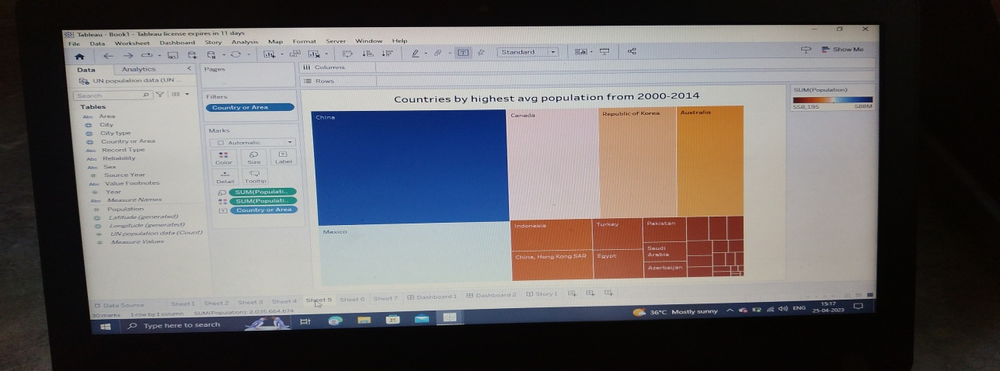 Tableau - Book1 - Tableau license expires in 11 days
File Data Worksheet Dashboard Story Analysis Map Format Server Window Help
Standard
Show Me
Data Analytics
UN population data (UN ...
Search
Tables
Abc Area
City
City type
Country or Area
Abc Record Type
Abc Reliability
Abc Sex
# Source Year
Abc Value Footnotes
# Year
Abc Measure Names
# Population
Latitude (generated)
Longitude (generated)
# UN population data (Count)
# Measure Values
Pages
Filters
Country or Area
Marks
Automatic
Color Size Label
Detail Tooltip
SUM(Populati..
SUM(Populati..
Country or Area
Columns
Rows
Countries by highest avg population from 2000-2014
China
Canada
Republic of Korea
Australia
Mexico
Indonesia
Turkey
Pakistan
China, Hong Kong SAR
Egypt
Saudi
Arabia
Azerbaijan
SUM(Population)
558,195 588M
Data Source Sheet 1 Sheet 2 Sheet 3 Sheet 4 Sheet 5 Sheet 6 Sheet 7 Dashboard 1 Dashboard 2 Story 1
30 marks 1 row by 1 column SUM(Population): 2,035,664,674
Type here to search
36°C Mostly sunny
ENG
15:17
25-04-2023